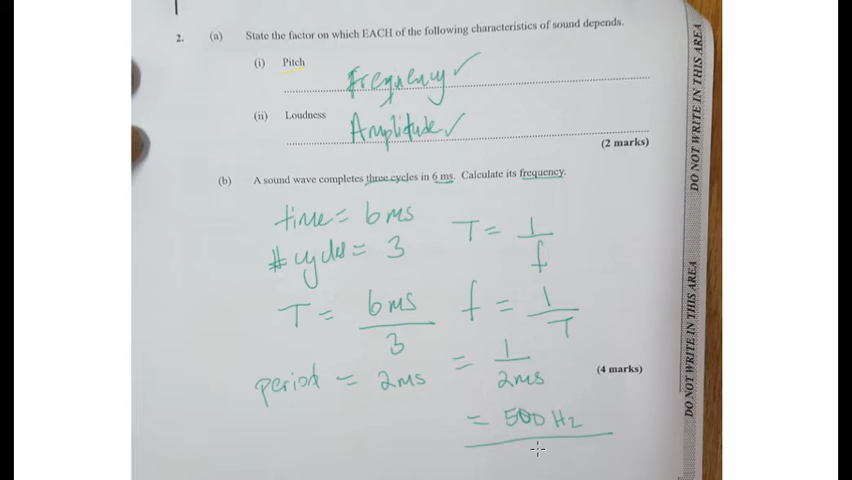 2. (a) State the factor on which EACH of the following characteristics of sound depends.
(i) Pitch
Frequency ✓
(ii) Loudness
Amplitude ✓
(2 marks)
(b) A sound wave completes three cycles in 6 ms. Calculate its frequency.
time = 6ms
# cycles = 3
T = 6ms / 3
period = 2ms
T = 1 / f
f = 1 / T
= 1 / 2ms
= 500 Hz
(4 marks)
DO NOT WRITE IN THIS AREA
DO NOT WRITE IN THIS AREA